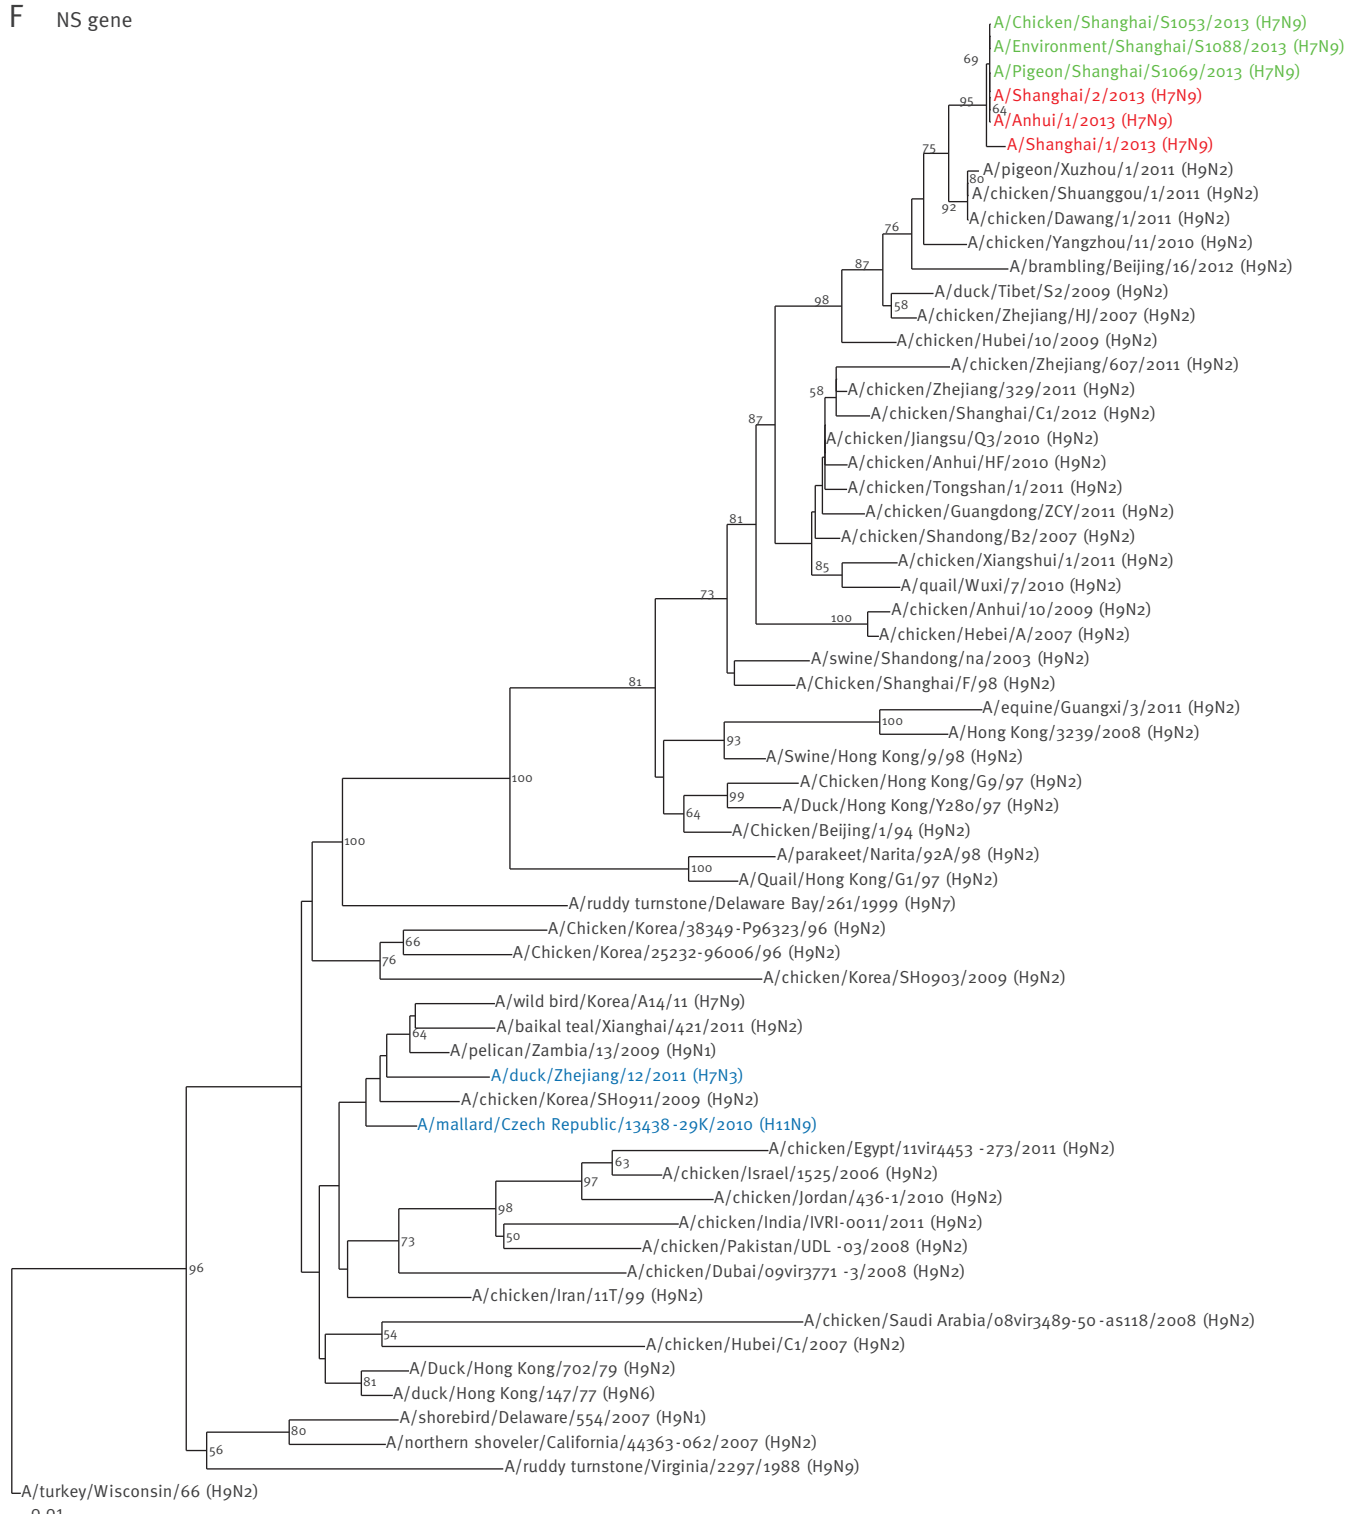 F NS gene
A/Chicken/Shanghai/S1053/2013 (H7N9)
A/Environment/Shanghai/S1088/2013 (H7N9)
69
A/Pigeon/Shanghai/S1069/2013 (H7N9)
A/Shanghai/2/2013 (H7N9)
95
64
A/Anhui/1/2013 (H7N9)
A/Shanghai/1/2013 (H7N9)
75
A/pigeon/Xuzhou/1/2011 (H9N2)
80
A/chicken/Shuanggou/1/2011 (H9N2)
92
A/chicken/Dawang/1/2011 (H9N2)
76
A/chicken/Yangzhou/11/2010 (H9N2)
87
A/brambling/Beijing/16/2012 (H9N2)
A/duck/Tibet/S2/2009 (H9N2)
98
58
A/chicken/Zhejiang/HJ/2007 (H9N2)
A/chicken/Hubei/10/2009 (H9N2)
A/chicken/Zhejiang/607/2011 (H9N2)
58
A/chicken/Zhejiang/329/2011 (H9N2)
A/chicken/Shanghai/C1/2012 (H9N2)
87
A/chicken/Jiangsu/Q3/2010 (H9N2)
A/chicken/Anhui/HF/2010 (H9N2)
A/chicken/Tongshan/1/2011 (H9N2)
A/chicken/Guangdong/ZCY/2011 (H9N2)
81
A/chicken/Shandong/B2/2007 (H9N2)
A/chicken/Xiangshui/1/2011 (H9N2)
85
A/quail/Wuxi/7/2010 (H9N2)
73
A/chicken/Anhui/10/2009 (H9N2)
100
A/chicken/Hebei/A/2007 (H9N2)
A/swine/Shandong/na/2003 (H9N2)
81
A/Chicken/Shanghai/F/98 (H9N2)
A/equine/Guangxi/3/2011 (H9N2)
100
A/Hong Kong/3239/2008 (H9N2)
93
A/Swine/Hong Kong/9/98 (H9N2)
100
A/Chicken/Hong Kong/G9/97 (H9N2)
99
A/Duck/Hong Kong/Y280/97 (H9N2)
64
A/Chicken/Beijing/1/94 (H9N2)
100
A/parakeet/Narita/92A/98 (H9N2)
100
A/Quail/Hong Kong/G1/97 (H9N2)
A/ruddy turnstone/Delaware Bay/261/1999 (H9N7)
A/Chicken/Korea/38349-P96323/96 (H9N2)
66
A/Chicken/Korea/25232-96006/96 (H9N2)
76
A/chicken/Korea/SH0903/2009 (H9N2)
A/wild bird/Korea/A14/11 (H7N9)
A/baikal teal/Xianghai/421/2011 (H9N2)
64
A/pelican/Zambia/13/2009 (H9N1)
A/duck/Zhejiang/12/2011 (H7N3)
A/chicken/Korea/SH0911/2009 (H9N2)
A/mallard/Czech Republic/13438-29K/2010 (H11N9)
A/chicken/Egypt/11vir4453 -273/2011 (H9N2)
63
A/chicken/Israel/1525/2006 (H9N2)
97
A/chicken/Jordan/436-1/2010 (H9N2)
98
A/chicken/India/IVRI-0011/2011 (H9N2)
50
73
A/chicken/Pakistan/UDL -03/2008 (H9N2)
96
A/chicken/Dubai/09vir3771 -3/2008 (H9N2)
A/chicken/Iran/11T/99 (H9N2)
A/chicken/Saudi Arabia/08vir3489-50 -as118/2008 (H9N2)
54
A/chicken/Hubei/C1/2007 (H9N2)
A/Duck/Hong Kong/702/79 (H9N2)
81
A/duck/Hong Kong/147/77 (H9N6)
A/shorebird/Delaware/554/2007 (H9N1)
80
A/northern shoveler/California/44363-062/2007 (H9N2)
56
A/ruddy turnstone/Virginia/2297/1988 (H9N9)
A/turkey/Wisconsin/66 (H9N2)
0.01